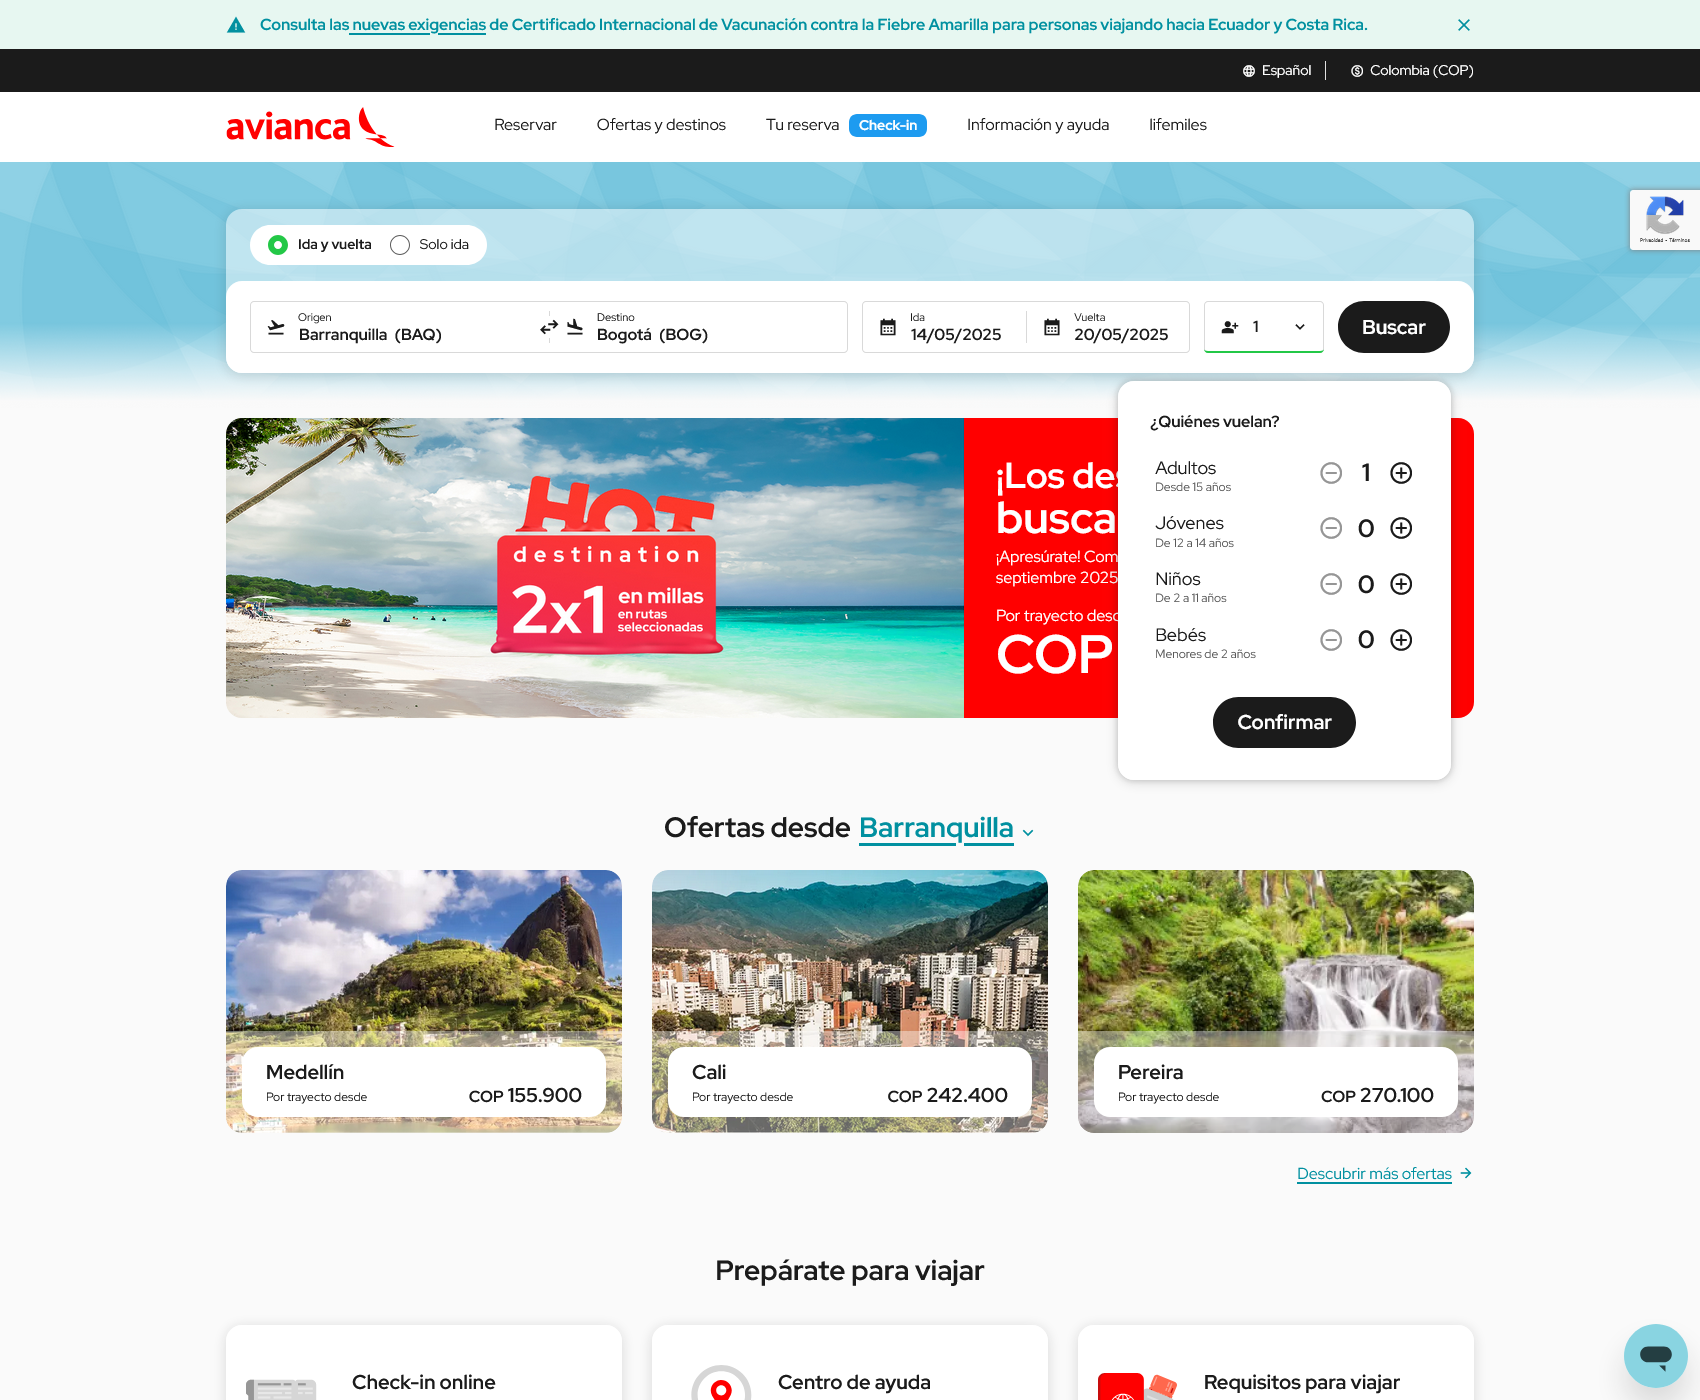 Consulta las nuevas exigencias de Certificado Internacional de Vacunación contra la Fiebre Amarilla para personas viajando hacia Ecuador y Costa Rica.
Español
Colombia (COP)
avianca
Reservar
Ofertas y destinos
Tu reserva
Check-in
Información y ayuda
lifemiles
Privacidad - Términos
Ida y vuelta
Solo ida
Origen
Barranquilla (BAQ)
Destino
Bogotá (BOG)
Ida
14/05/2025
Vuelta
20/05/2025
1
Buscar
HOT
destination
2x1 en millas
en rutas
seleccionadas
¡Los des
busca
¡Apresúrate! Com
septiembre 2025
Por trayecto desd
COP
¿Quiénes vuelan?
Adultos
Desde 15 años
1
Jóvenes
De 12 a 14 años
0
Niños
De 2 a 11 años
0
Bebés
Menores de 2 años
0
Confirmar
Ofertas desde Barranquilla
Medellín
Por trayecto desde
COP 155.900
Cali
Por trayecto desde
COP 242.400
Pereira
Por trayecto desde
COP 270.100
Descubrir más ofertas
Prepárate para viajar
Check-in online
Centro de ayuda
Requisitos para viajar